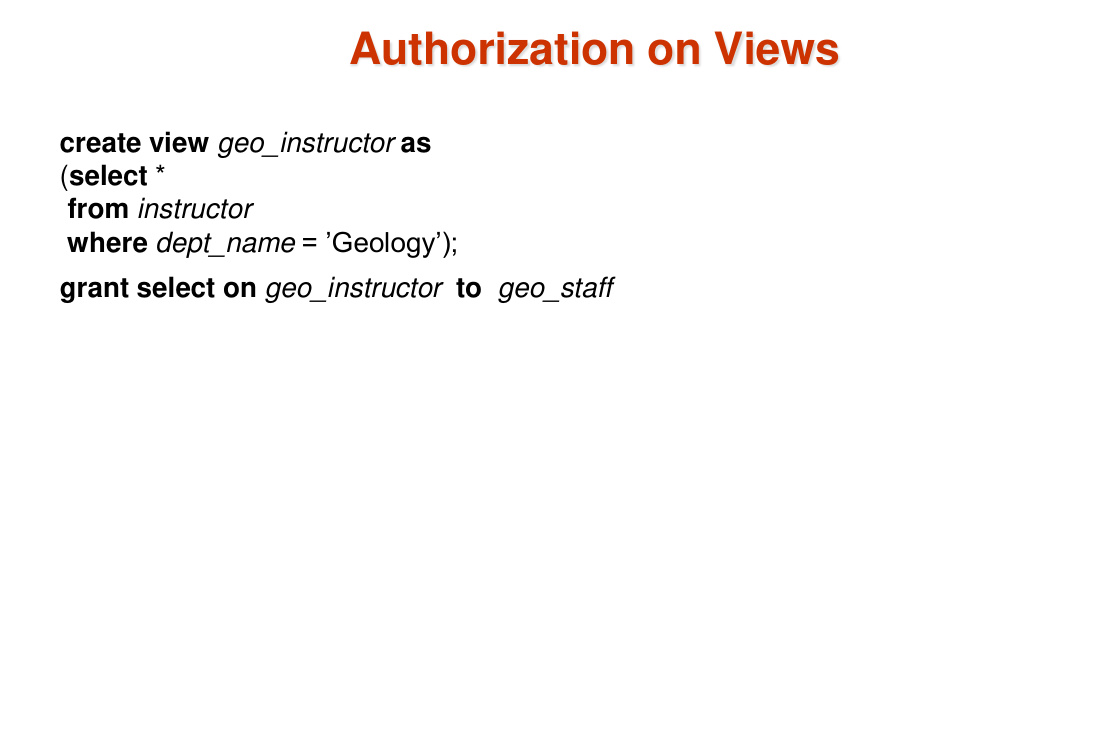 Authorization on Views
create view geo_instructor as
(select *
from instructor
where dept_name = ’Geology’);
grant select on geo_instructor to geo_staff